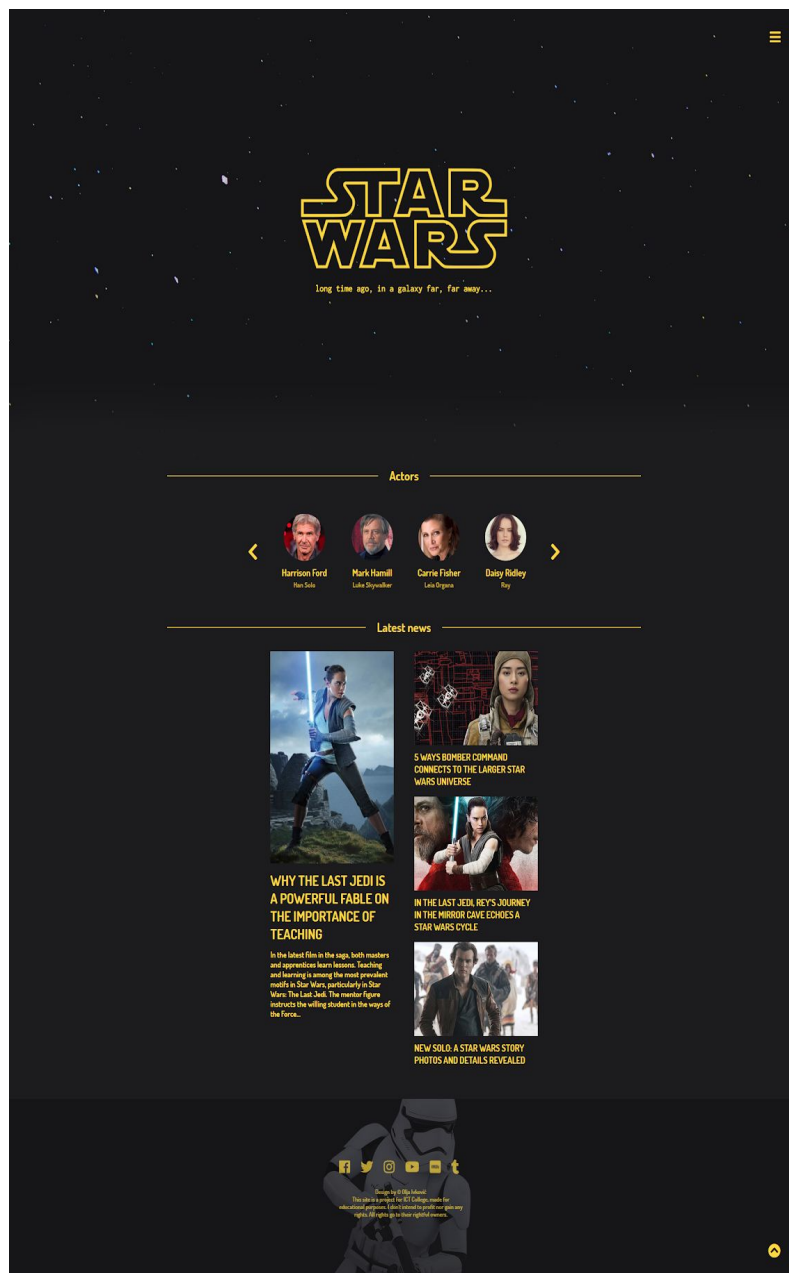 STAR
WARS
long time ago, in a galaxy far, far away...
Actors
Harrison Ford
Han Solo
Mark Hamill
Luke Skywalker
Carrie Fisher
Leia Organa
Daisy Ridley
Ray
Latest news
WHY THE LAST JEDI IS
A POWERFUL FABLE ON
THE IMPORTANCE OF
TEACHING
In the latest film in the saga, both masters
and apprentices learn lessons. Teaching
and learning is among the most prevalent
motifs in Star Wars, particularly in Star
Wars: The Last Jedi. The mentor figure
instructs the willing student in the ways of
the Force...
5 WAYS BOMBER COMMAND
CONNECTS TO THE LARGER STAR
WARS UNIVERSE
IN THE LAST JEDI, REY'S JOURNEY
IN THE MIRROR CAVE ECHOES A
STAR WARS CYCLE
NEW SOLO: A STAR WARS STORY
PHOTOS AND DETAILS REVEALED
Design by © Olja Ivković
This site is a project for ICT College, made for
educational purposes. I don't intend to profit nor gain any
rights. All rights go to their rightful owners.